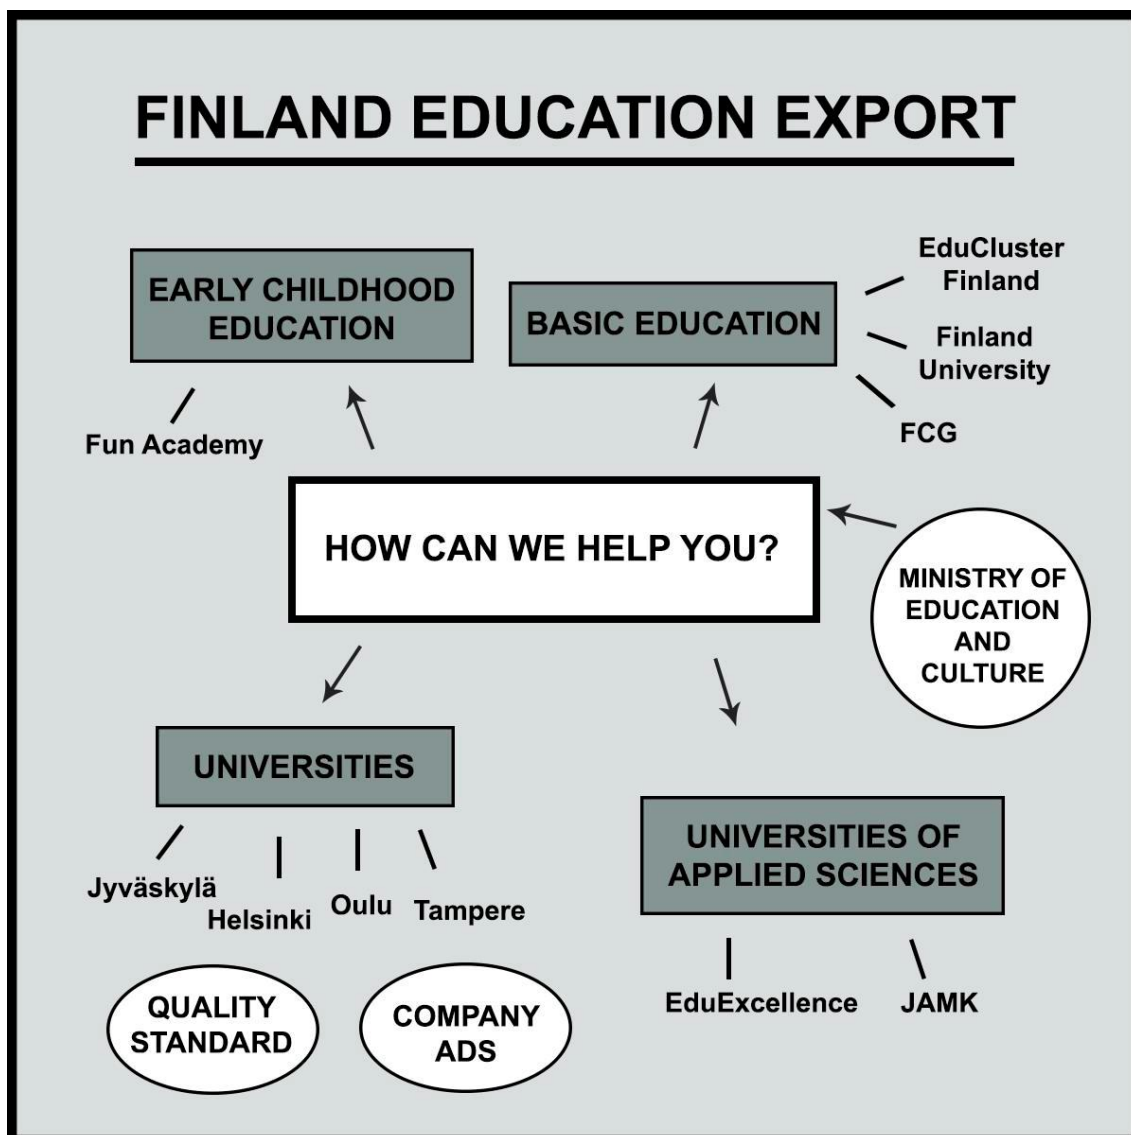 FINLAND EDUCATION EXPORT
EARLY CHILDHOOD
EDUCATION
Fun Academy
BASIC EDUCATION
EduCluster
Finland
Finland
University
FCG
HOW CAN WE HELP YOU?
MINISTRY OF
EDUCATION
AND
CULTURE
UNIVERSITIES
Jyväskylä
Helsinki
Oulu
Tampere
UNIVERSITIES OF
APPLIED SCIENCES
EduExcellence
JAMK
QUALITY
STANDARD
COMPANY
ADS